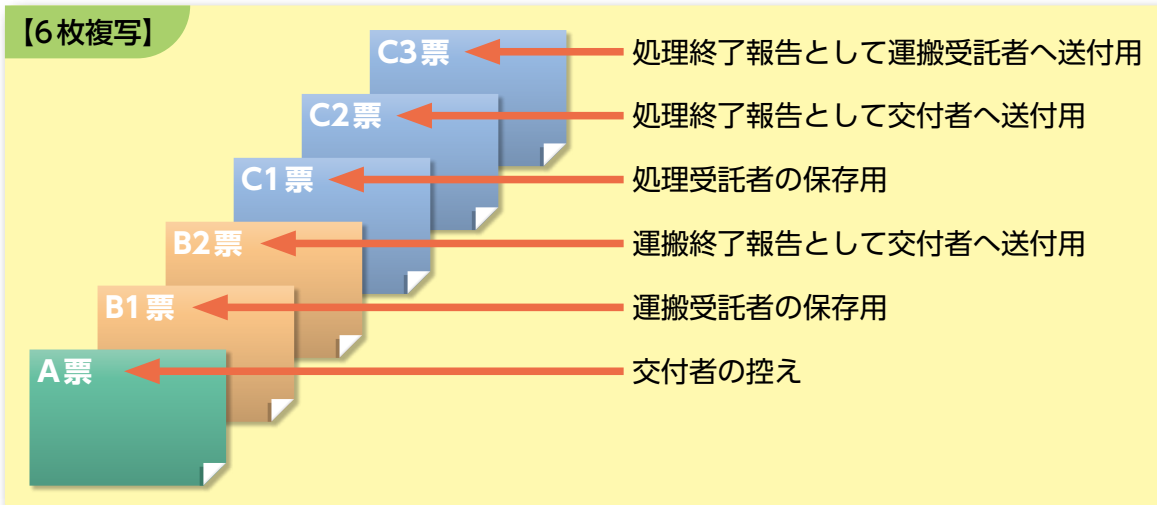 【6枚複写】
C3票
処理終了報告として運搬受託者へ送付用
C2票
処理終了報告として交付者へ送付用
C1票
処理受託者の保存用
B2票
運搬終了報告として交付者へ送付用
B1票
運搬受託者の保存用
A票
交付者の控え